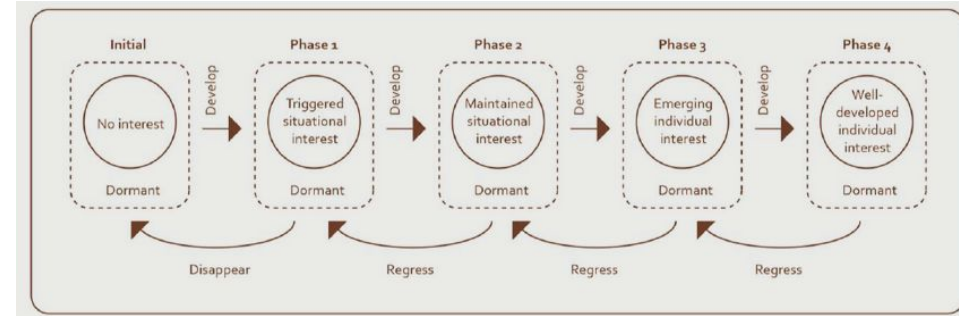 Initial
Phase 1
Phase 2
Phase 3
Phase 4
No interest
Develop
Triggered
situational
interest
Develop
Maintained
situational
interest
Develop
Emerging
individual
interest
Develop
Well-
developed
individual
interest
Dormant
Dormant
Dormant
Dormant
Dormant
Disappear
Regress
Regress
Regress